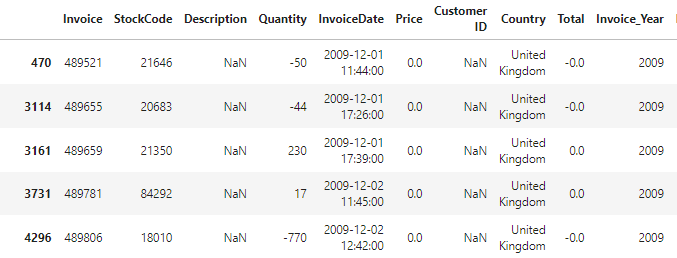 Invoice StockCode Description Quantity InvoiceDate Price Customer ID Country Total Invoice_Year
470 489521 21646 NaN -50 2009-12-01 11:44:00 0.0 NaN United Kingdom -0.0 2009
3114 489655 20683 NaN -44 2009-12-01 17:26:00 0.0 NaN United Kingdom -0.0 2009
3161 489659 21350 NaN 230 2009-12-01 17:39:00 0.0 NaN United Kingdom 0.0 2009
3731 489781 84292 NaN 17 2009-12-02 11:45:00 0.0 NaN United Kingdom 0.0 2009
4296 489806 18010 NaN -770 2009-12-02 12:42:00 0.0 NaN United Kingdom -0.0 2009